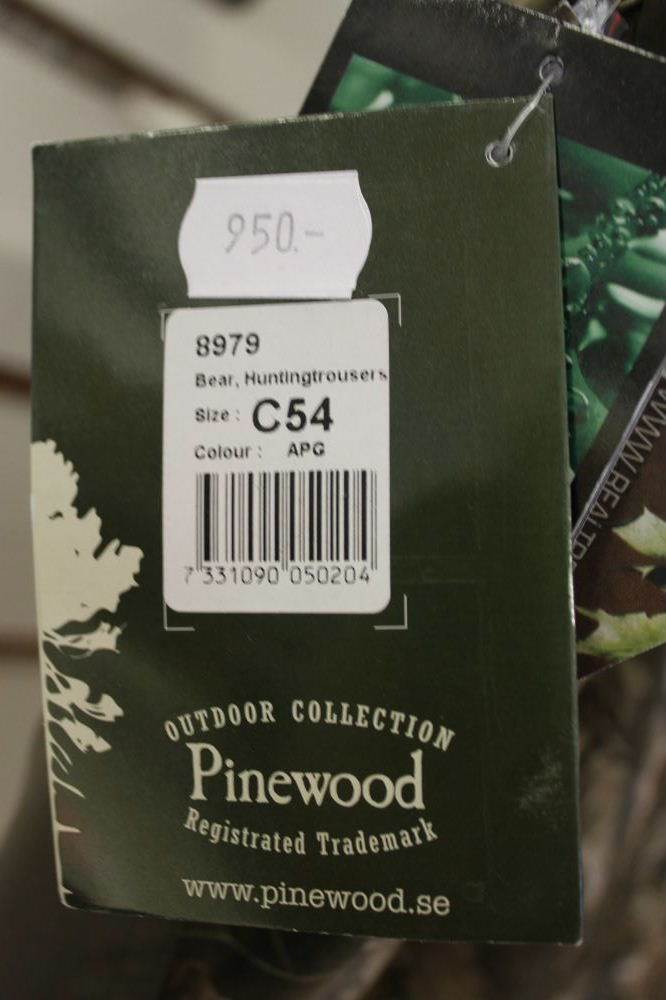 950.-
8979
Bear, Huntingtrousers
Size : C54
Colour : APG
7 331090 050204
OUTDOOR COLLECTION
Pinewood
Registrated Trademark
www.pinewood.se